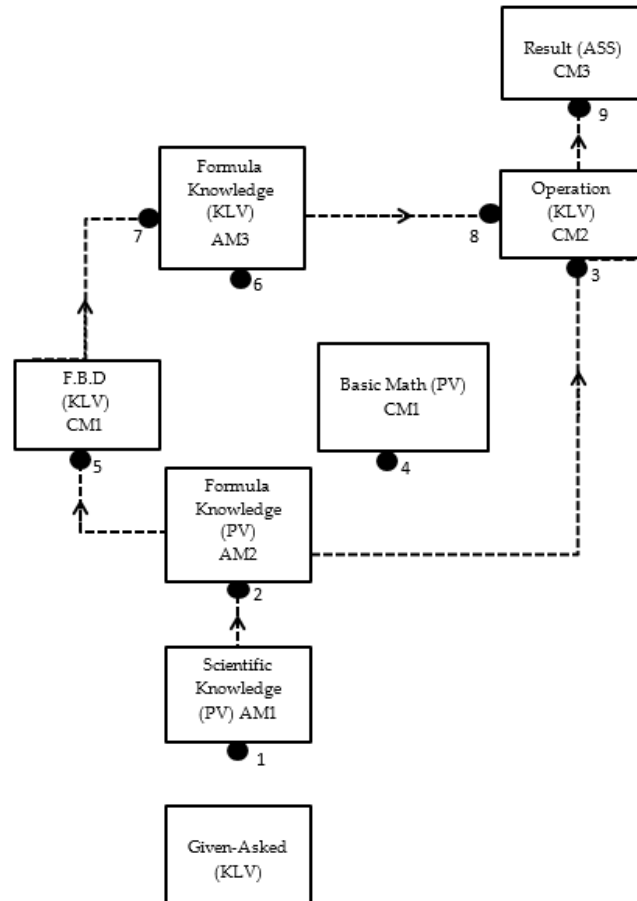 Result (ASS)
CM3
9
Formula
Knowledge
(KLV)
AM3
Operation
(KLV)
CM2
7
8
6
3
F.B.D
(KLV)
CM1
Basic Math (PV)
CM1
5
4
Formula
Knowledge
(PV)
AM2
2
Scientific
Knowledge
(PV) AM1
1
Given-Asked
(KLV)